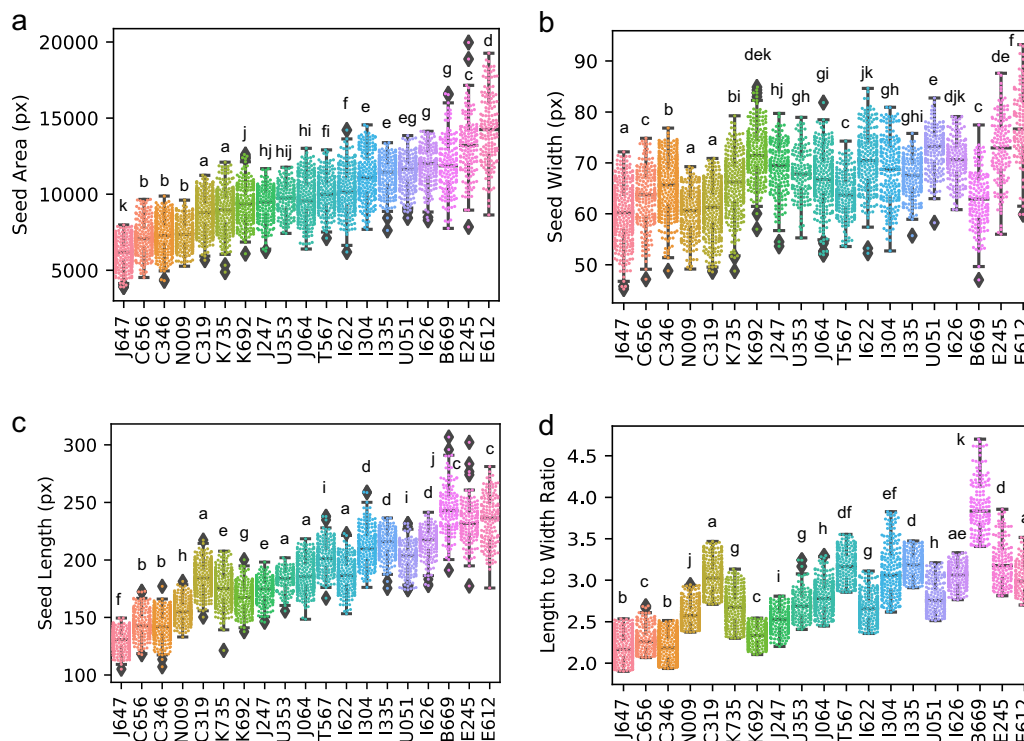 a
20000
15000
10000
5000
Seed Area (px)
k b b b a a j hj hij hi fi f e e eg g g c d
J647 C656 C346 N009 C319 K735 K692 J247 U353 J064 T567 I622 I304 I335 U051 I626 B669 E245 E612
b
90
80
70
60
50
Seed Width (px)
a c b a a bi dek hj gh gi c jk gh ghi e djk c de f
J647 C656 C346 N009 C319 K735 K692 J247 U353 J064 T567 I622 I304 I335 U051 I626 B669 E245 E612
c
300
250
200
150
100
Seed Length (px)
f b b h a e g e a a i a d d i d j c c
J647 C656 C346 N009 C319 K735 K692 J247 U353 J064 T567 I622 I304 I335 U051 I626 B669 E245 E612
d
4.5
4.0
3.5
3.0
2.5
2.0
Length to Width Ratio
b c b j a g c i g h df g ef d h ae k d
J647 C656 C346 N009 C319 K735 K692 J247 U353 J064 T567 I622 I304 I335 U051 I626 B669 E245 E612